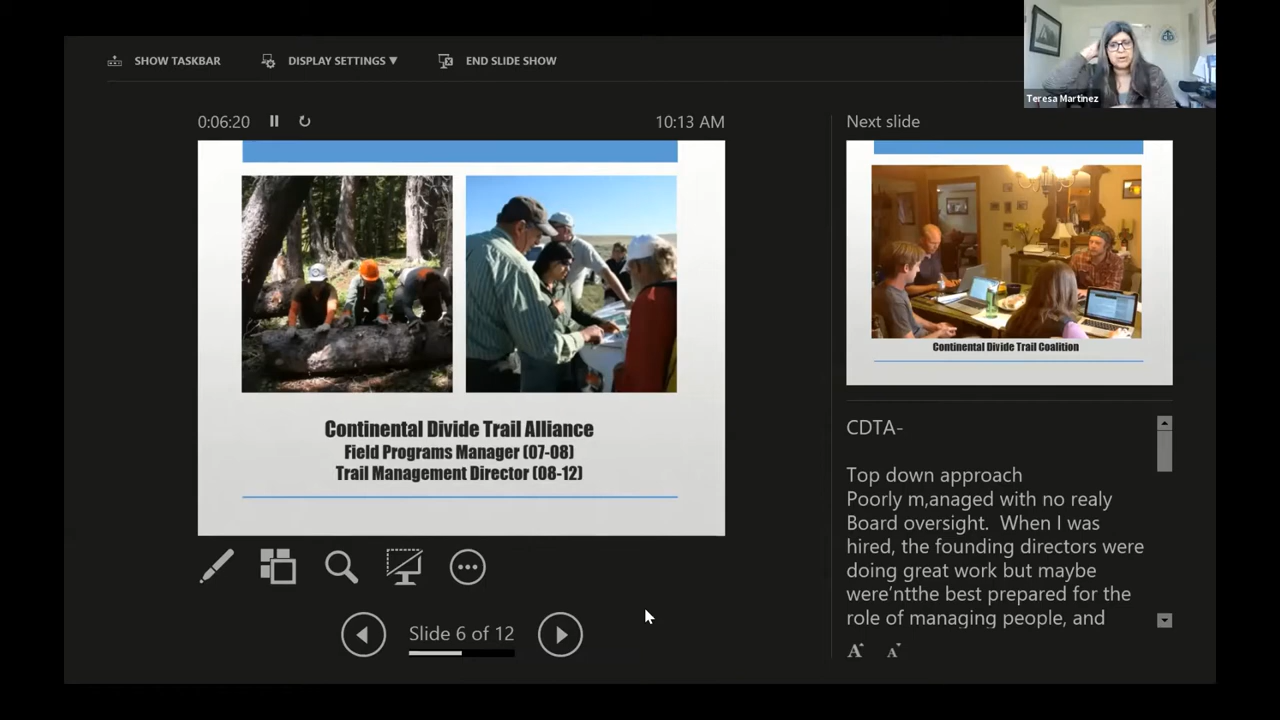 SHOW TASKBAR
DISPLAY SETTINGS ▼
END SLIDE SHOW
Teresa Martinez
0:06:20
10:13 AM
Next slide
Continental Divide Trail Alliance
Field Programs Manager (07-08)
Trail Management Director (08-12)
Continental Divide Trail Coalition
CDTA-
Top down approach
Poorly m,anaged with no realy
Board oversight.  When I was
hired, the founding directors were
doing great work but maybe
were'ntthe best prepared for the
role of managing people, and
Slide 6 of 12
A
A